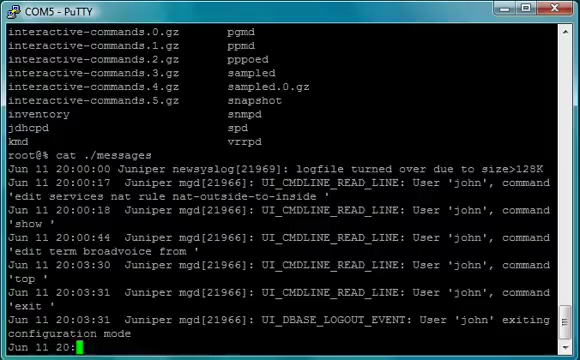 COM5 - PuTTY
interactive-commands.0.gz pgmd
interactive-commands.1.gz ppmd
interactive-commands.2.gz pppoed
interactive-commands.3.gz sampled
interactive-commands.4.gz sampled.0.gz
interactive-commands.5.gz snapshot
inventory snmpd
jdhcpd spd
kmd vrrpd
root@% cat ./messages
Jun 11 20:00:00 Juniper newsyslog[21969]: logfile turned over due to size>128K
Jun 11 20:00:17  Juniper mgd[21966]: UI_CMDLINE_READ_LINE: User 'john', command
'edit services nat rule nat-outside-to-inside '
Jun 11 20:00:18  Juniper mgd[21966]: UI_CMDLINE_READ_LINE: User 'john', command
'show '
Jun 11 20:00:44  Juniper mgd[21966]: UI_CMDLINE_READ_LINE: User 'john', command
'edit term broadvoice from '
Jun 11 20:03:30  Juniper mgd[21966]: UI_CMDLINE_READ_LINE: User 'john', command
'top '
Jun 11 20:03:31  Juniper mgd[21966]: UI_CMDLINE_READ_LINE: User 'john', command
'exit '
Jun 11 20:03:31  Juniper mgd[21966]: UI_DBASE_LOGOUT_EVENT: User 'john' exiting
configuration mode
Jun 11 20: